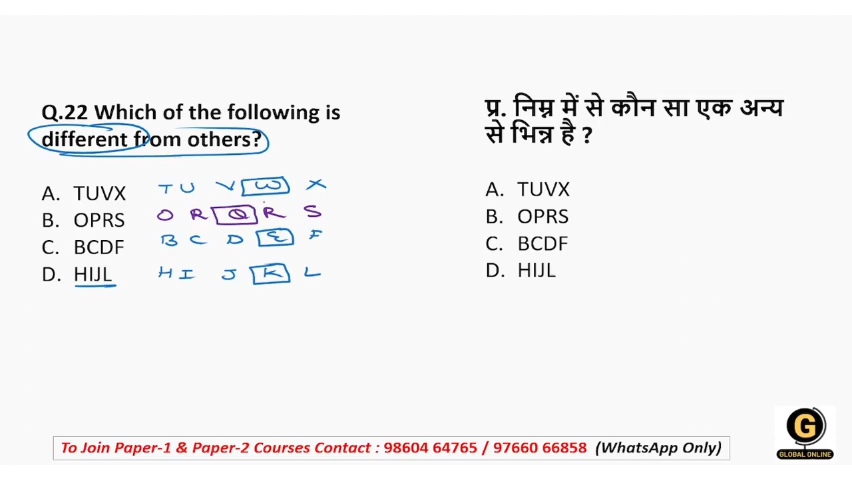 Q.22 Which of the following is
different from others?
A. TUVX
T U V W X
B. OPRS
O R Q R S
C. BCDF
B C D E F
D. HIJL
H I J K L
प्र. निम्न में से कौन सा एक अन्य
से भिन्न है ?
A. TUVX
B. OPRS
C. BCDF
D. HIJL
To Join Paper-1 & Paper-2 Courses Contact : 98604 64765 / 97660 66858 (WhatsApp Only)
G
GLOBAL ONLINE